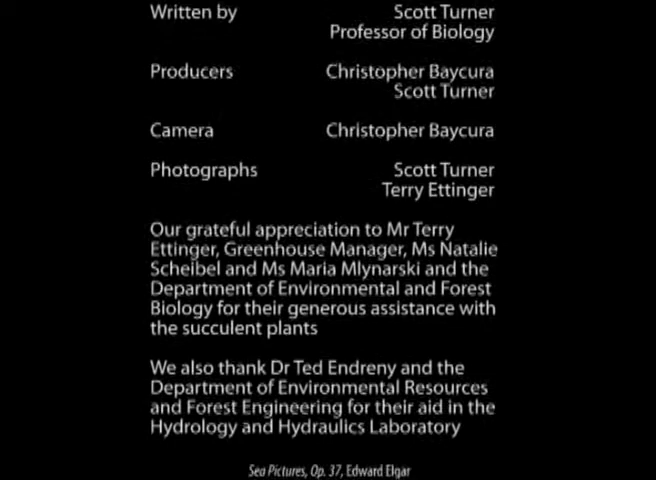 Written by Scott Turner
Professor of Biology
Producers Christopher Baycura
Scott Turner
Camera Christopher Baycura
Photographs Scott Turner
Terry Ettinger
Our grateful appreciation to Mr Terry
Ettinger, Greenhouse Manager, Ms Natalie
Scheibel and Ms Maria Mlynarski and the
Department of Environmental and Forest
Biology for their generous assistance with
the succulent plants
We also thank Dr Ted Endreny and the
Department of Environmental Resources
and Forest Engineering for their aid in the
Hydrology and Hydraulics Laboratory
Sea Pictures, Op. 37, Edward Elgar